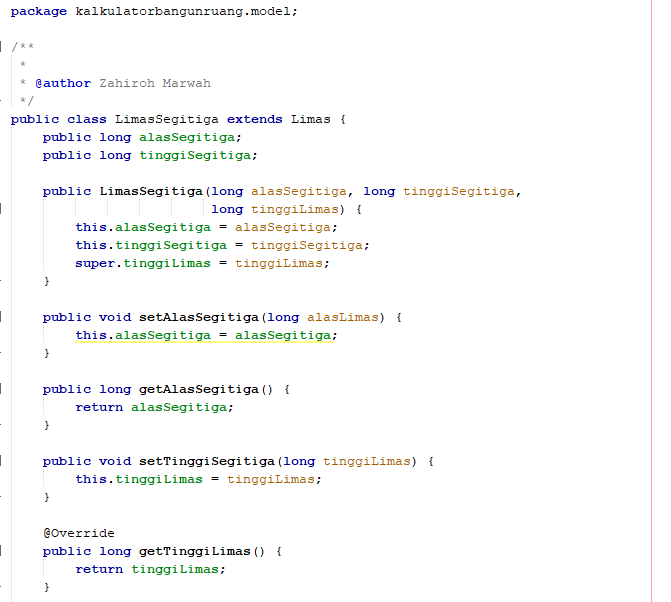 package kalkulatorbangunruang.model;
/**
*
* @author Zahiroh Marwah
*/
public class LimasSegitiga extends Limas {
public long alasSegitiga;
public long tinggiSegitiga;
public LimasSegitiga(long alasSegitiga, long tinggiSegitiga,
long tinggiLimas) {
this.alasSegitiga = alasSegitiga;
this.tinggiSegitiga = tinggiSegitiga;
super.tinggiLimas = tinggiLimas;
}
public void setAlasSegitiga(long alasLimas) {
this.alasSegitiga = alasSegitiga;
}
public long getAlasSegitiga() {
return alasSegitiga;
}
public void setTinggiSegitiga(long tinggiLimas) {
this.tinggiLimas = tinggiLimas;
}
@Override
public long getTinggiLimas() {
return tinggiLimas;
}